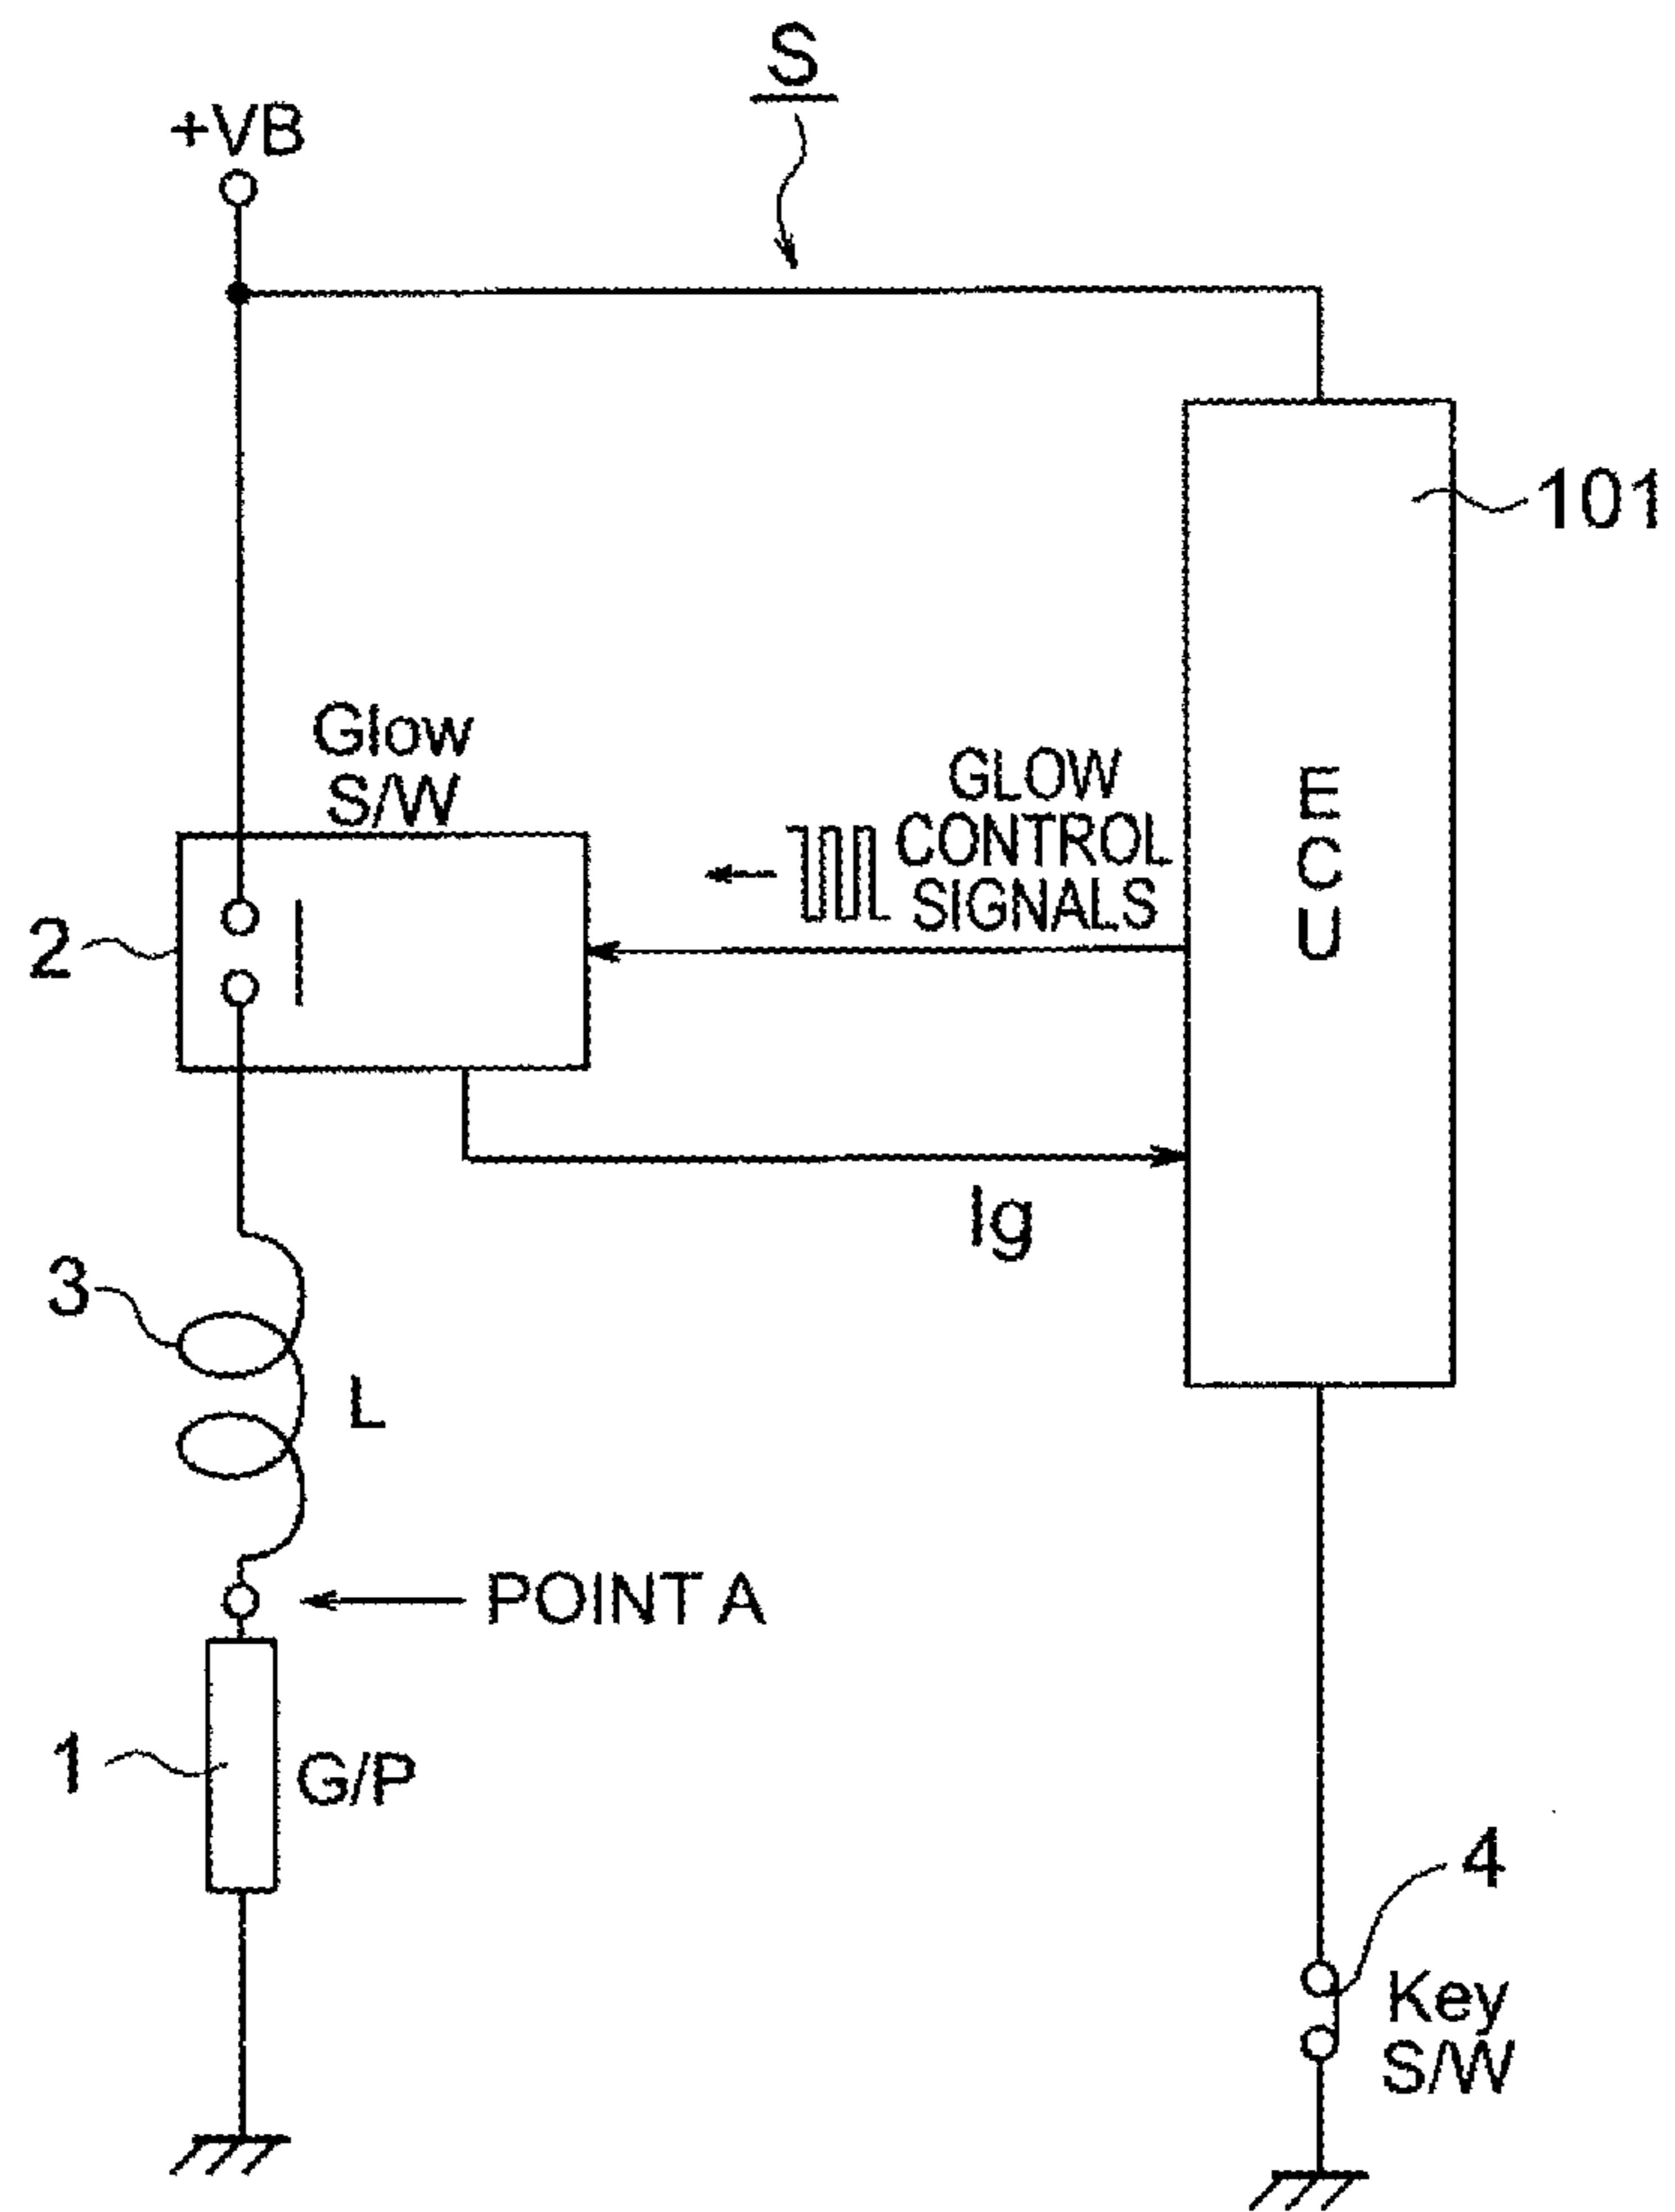 S
+VB
101
Glow
S/W
GLOW
CONTROL
SIGNALS
E
C
U
2
Ig
3
L
POINT A
1
G/P
4
Key
S/W